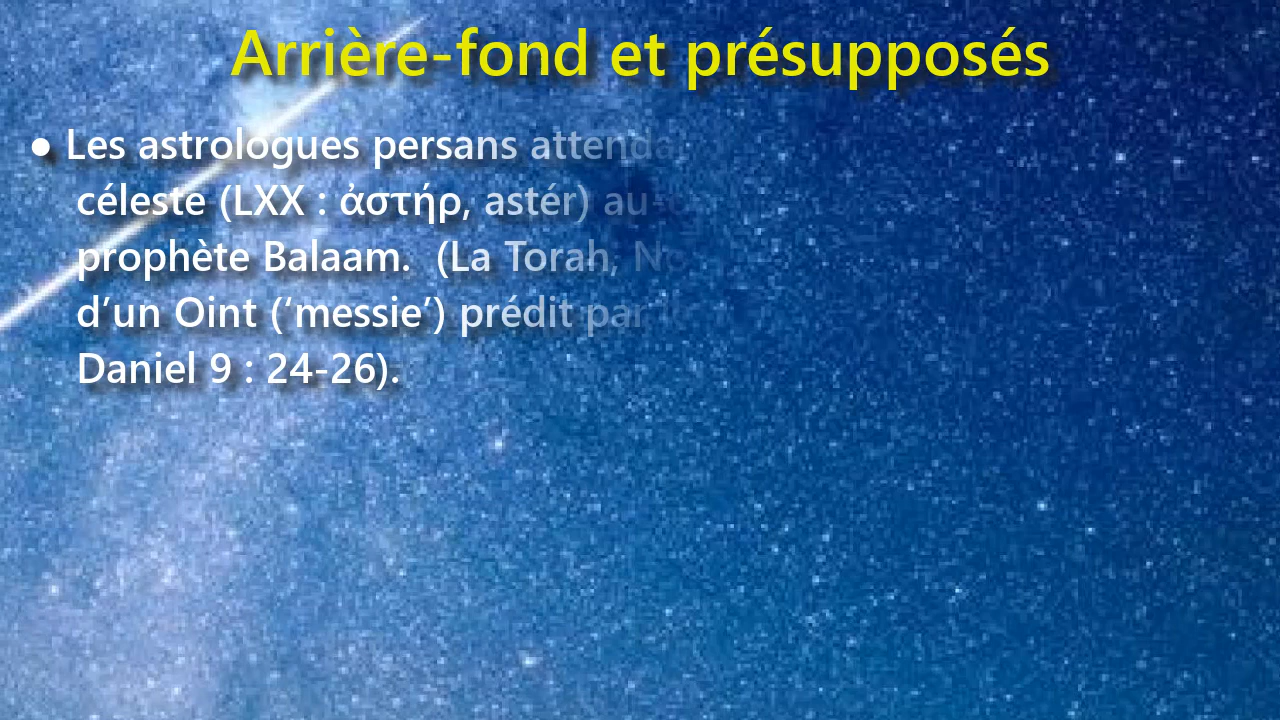 Arrière-fond et présupposés
● Les astrologues persans
céleste (LXX : ἀστήρ, astér)
prophète Balaam. (La Torah,
d’un Oint (‘messie’) prédit par
Daniel 9 : 24-26).